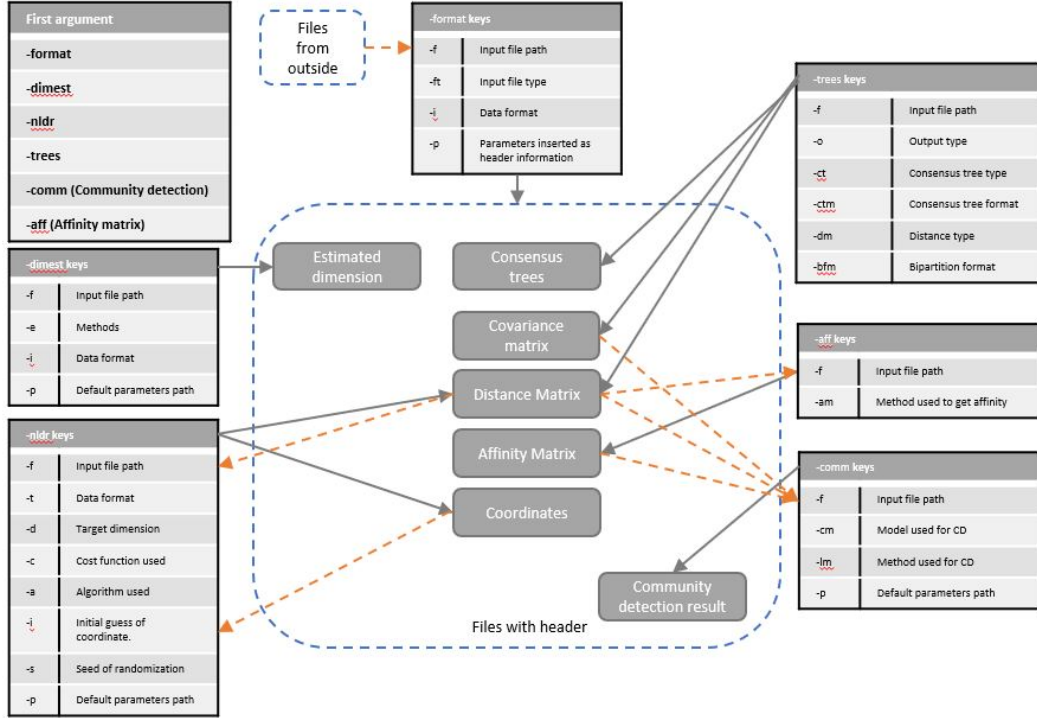 First argument
-format
-dimest
-nldr
-trees
-comm (Community detection)
-aff (Affinity matrix)
Files
from
outside
-format keys
-f Input file path
-ft Input file type
-i Data format
-p Parameters inserted as
header information
-trees keys
-f Input file path
-o Output type
-ct Consensus tree type
-ctm Consensus tree format
-dm Distance type
-bfm Bipartition format
-dimest keys
-f Input file path
-e Methods
-i Data format
-p Default parameters path
Estimated
dimension
Consensus
trees
Covariance
matrix
Distance Matrix
Affinity Matrix
Coordinates
Community
detection result
Files with header
-aff keys
-f Input file path
-am Method used to get affinity
-nldr keys
-f Input file path
-t Data format
-d Target dimension
-c Cost function used
-a Algorithm used
-i Initial guess of
coordinate.
-s Seed of randomization
-p Default parameters path
-comm keys
-f Input file path
-cm Model used for CD
-lm Method used for CD
-p Default parameters path